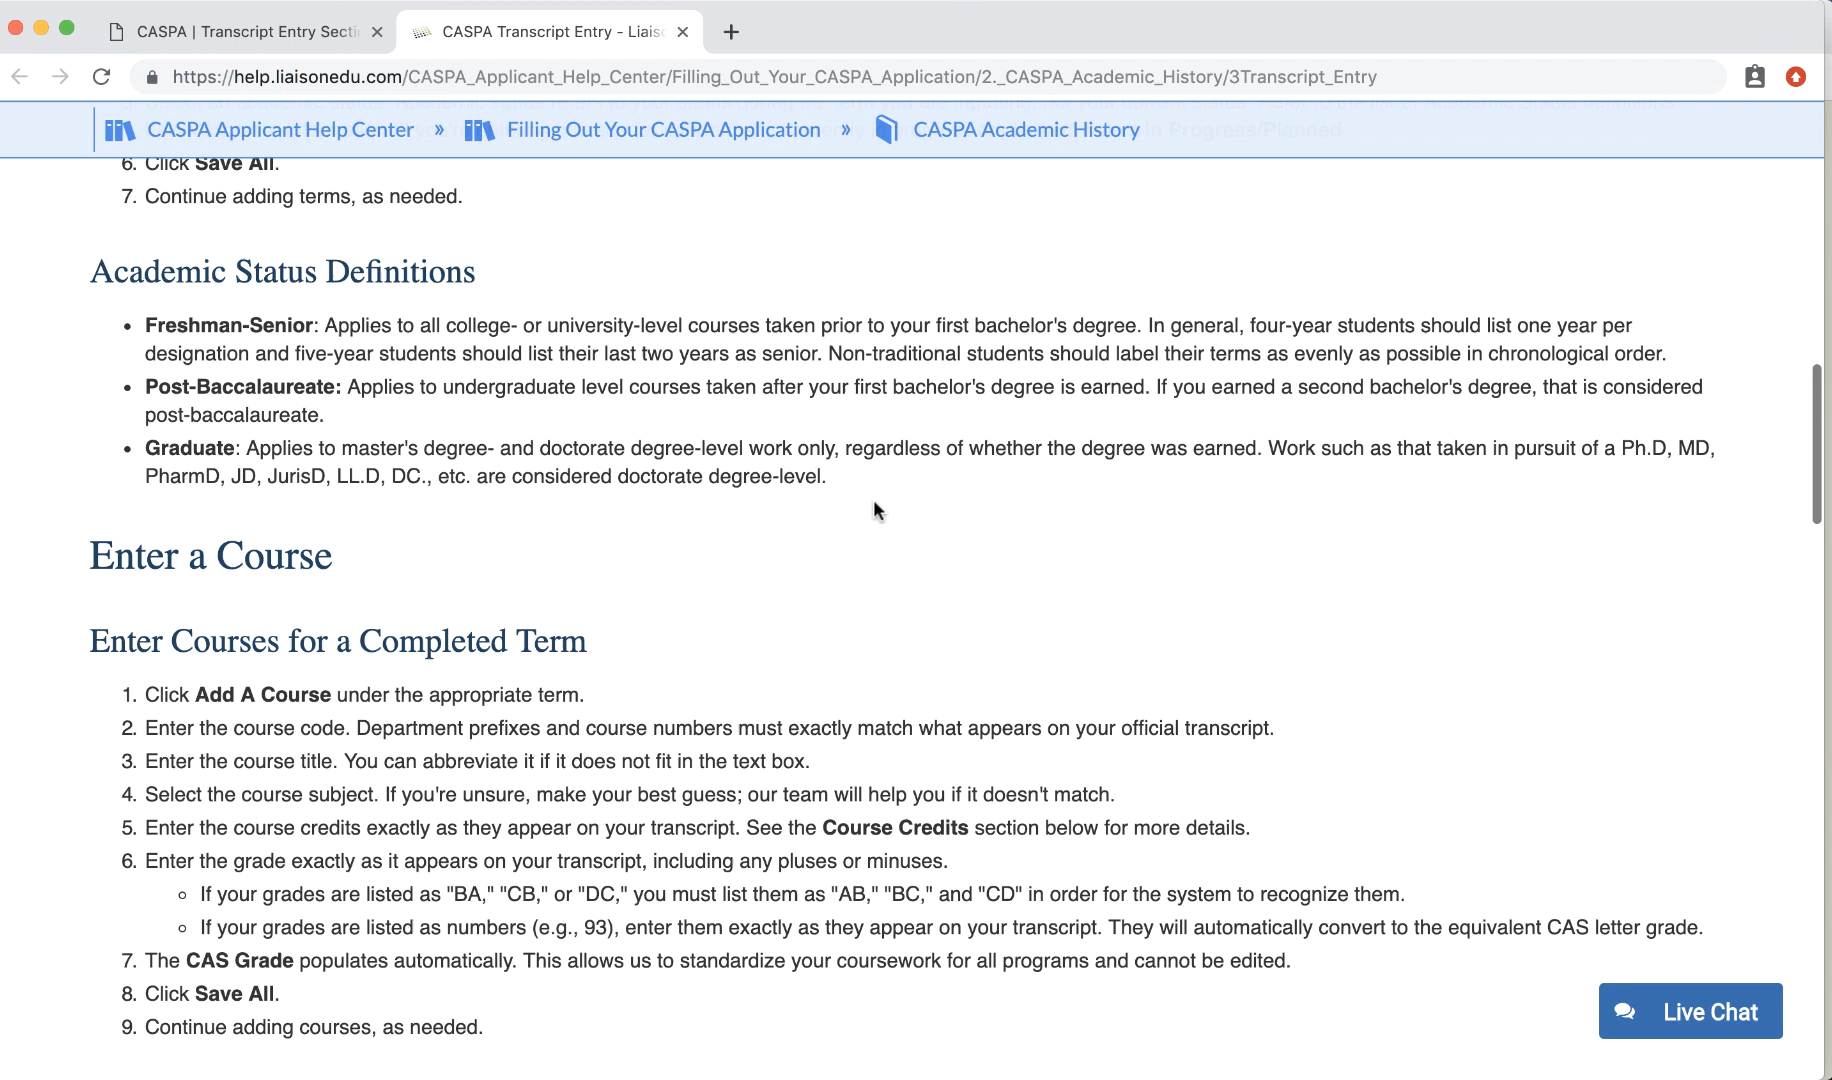 CASPA | Transcript Entry Secti
CASPA Transcript Entry - Liais
https://help.liaisonedu.com/CASPA_Applicant_Help_Center/Filling_Out_Your_CASPA_Application/2._CASPA_Academic_History/3Transcript_Entry
CASPA Applicant Help Center » Filling Out Your CASPA Application » CASPA Academic History
In Progress/Planned
6. Click Save All.
7. Continue adding terms, as needed.
Academic Status Definitions
• Freshman-Senior: Applies to all college- or university-level courses taken prior to your first bachelor's degree. In general, four-year students should list one year per
designation and five-year students should list their last two years as senior. Non-traditional students should label their terms as evenly as possible in chronological order.
• Post-Baccalaureate: Applies to undergraduate level courses taken after your first bachelor's degree is earned. If you earned a second bachelor's degree, that is considered
post-baccalaureate.
• Graduate: Applies to master's degree- and doctorate degree-level work only, regardless of whether the degree was earned. Work such as that taken in pursuit of a Ph.D, MD,
PharmD, JD, JurisD, LL.D, DC., etc. are considered doctorate degree-level.
Enter a Course
Enter Courses for a Completed Term
1. Click Add A Course under the appropriate term.
2. Enter the course code. Department prefixes and course numbers must exactly match what appears on your official transcript.
3. Enter the course title. You can abbreviate it if it does not fit in the text box.
4. Select the course subject. If you're unsure, make your best guess; our team will help you if it doesn't match.
5. Enter the course credits exactly as they appear on your transcript. See the Course Credits section below for more details.
6. Enter the grade exactly as it appears on your transcript, including any pluses or minuses.
○ If your grades are listed as "BA," "CB," or "DC," you must list them as "AB," "BC," and "CD" in order for the system to recognize them.
○ If your grades are listed as numbers (e.g., 93), enter them exactly as they appear on your transcript. They will automatically convert to the equivalent CAS letter grade.
7. The CAS Grade populates automatically. This allows us to standardize your coursework for all programs and cannot be edited.
8. Click Save All.
9. Continue adding courses, as needed.
Live Chat